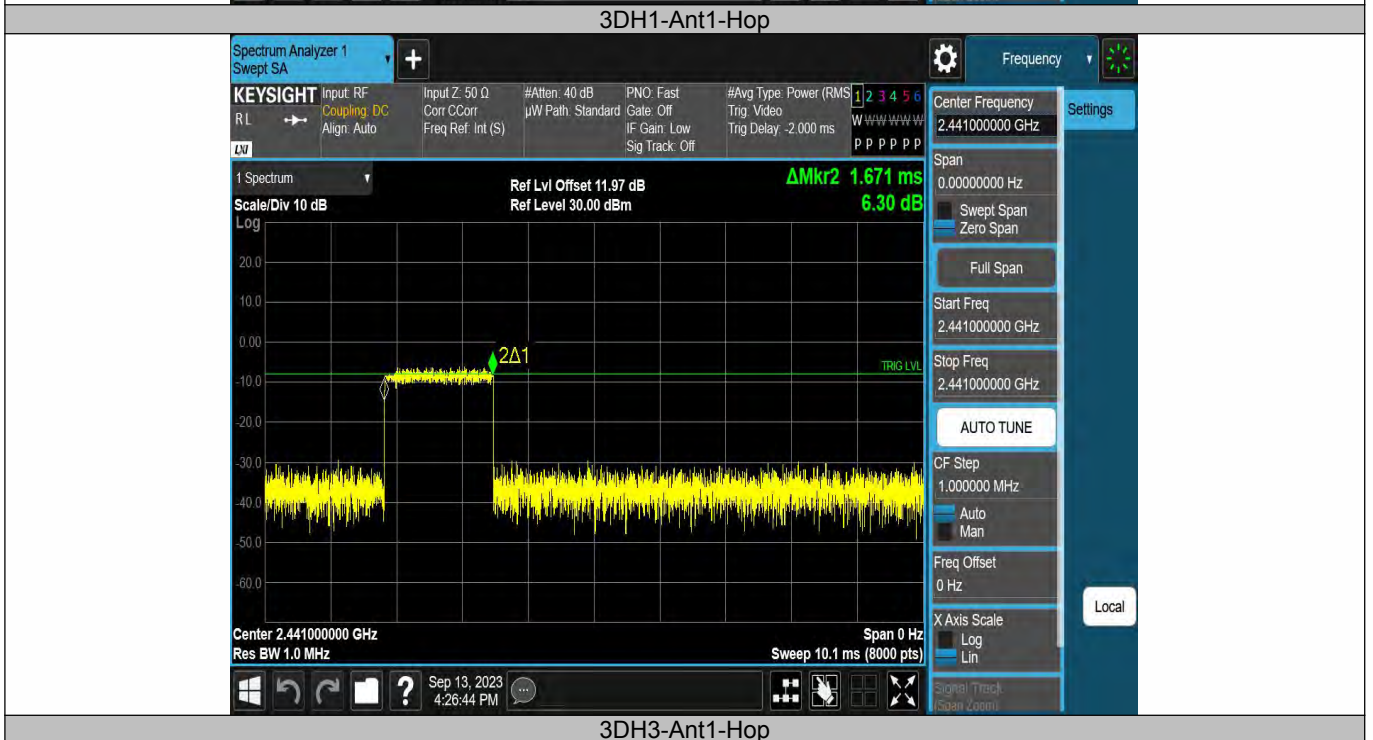 3DH1-Ant1-Hop
Spectrum Analyzer 1
Swept SA
+
Frequency
KEYSIGHT
RL
LXI
Input: RF
Coupling: DC
Align: Auto
Input Z: 50 Ω
Corr CCorr
Freq Ref: Int (S)
#Atten: 40 dB
µW Path: Standard
PNO: Fast
Gate: Off
IF Gain: Low
Sig Track: Off
#Avg Type: Power (RMS
Trig: Video
Trig Delay: -2.000 ms
1 2 3 4 5 6
W W W W W W
P P P P P P
Center Frequency
2.441000000 GHz
Settings
1 Spectrum
Scale/Div 10 dB
Log
Ref Lvl Offset 11.97 dB
Ref Level 30.00 dBm
ΔMkr2 1.671 ms
6.30 dB
Span
0.00000000 Hz
Swept Span
Zero Span
Full Span
Start Freq
2.441000000 GHz
Stop Freq
2.441000000 GHz
AUTO TUNE
CF Step
1.000000 MHz
Auto
Man
Freq Offset
0 Hz
X Axis Scale
Log
Lin
Signal Track
(Span Zoom)
Local
20.0
10.0
0.00
-10.0
-20.0
-30.0
-40.0
-50.0
-60.0
2Δ1
TRIG LVL
Center 2.441000000 GHz
Res BW 1.0 MHz
Span 0 Hz
Sweep 10.1 ms (8000 pts)
?
Sep 13, 2023
4:26:44 PM
3DH3-Ant1-Hop